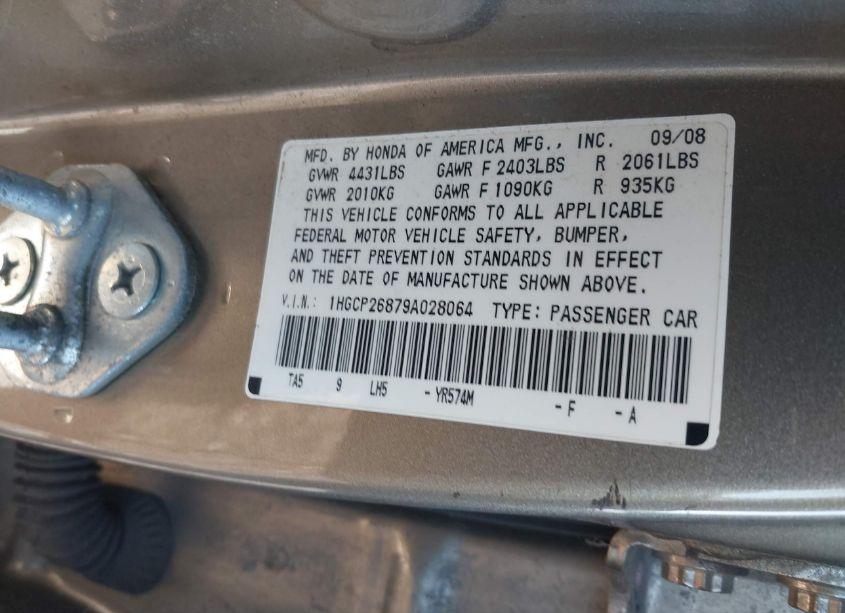 MFD. BY HONDA OF AMERICA MFG., INC. 09/08
GVWR 4431LBS GAWR F 2403LBS R 2061LBS
GVWR 2010KG GAWR F 1090KG R 935KG
THIS VEHICLE CONFORMS TO ALL APPLICABLE
FEDERAL MOTOR VEHICLE SAFETY, BUMPER,
AND THEFT PREVENTION STANDARDS IN EFFECT
ON THE DATE OF MANUFACTURE SHOWN ABOVE.
V.I.N.: 1HGCP26879A028064 TYPE: PASSENGER CAR
TA5 9 LH5 -YR574M -F -A